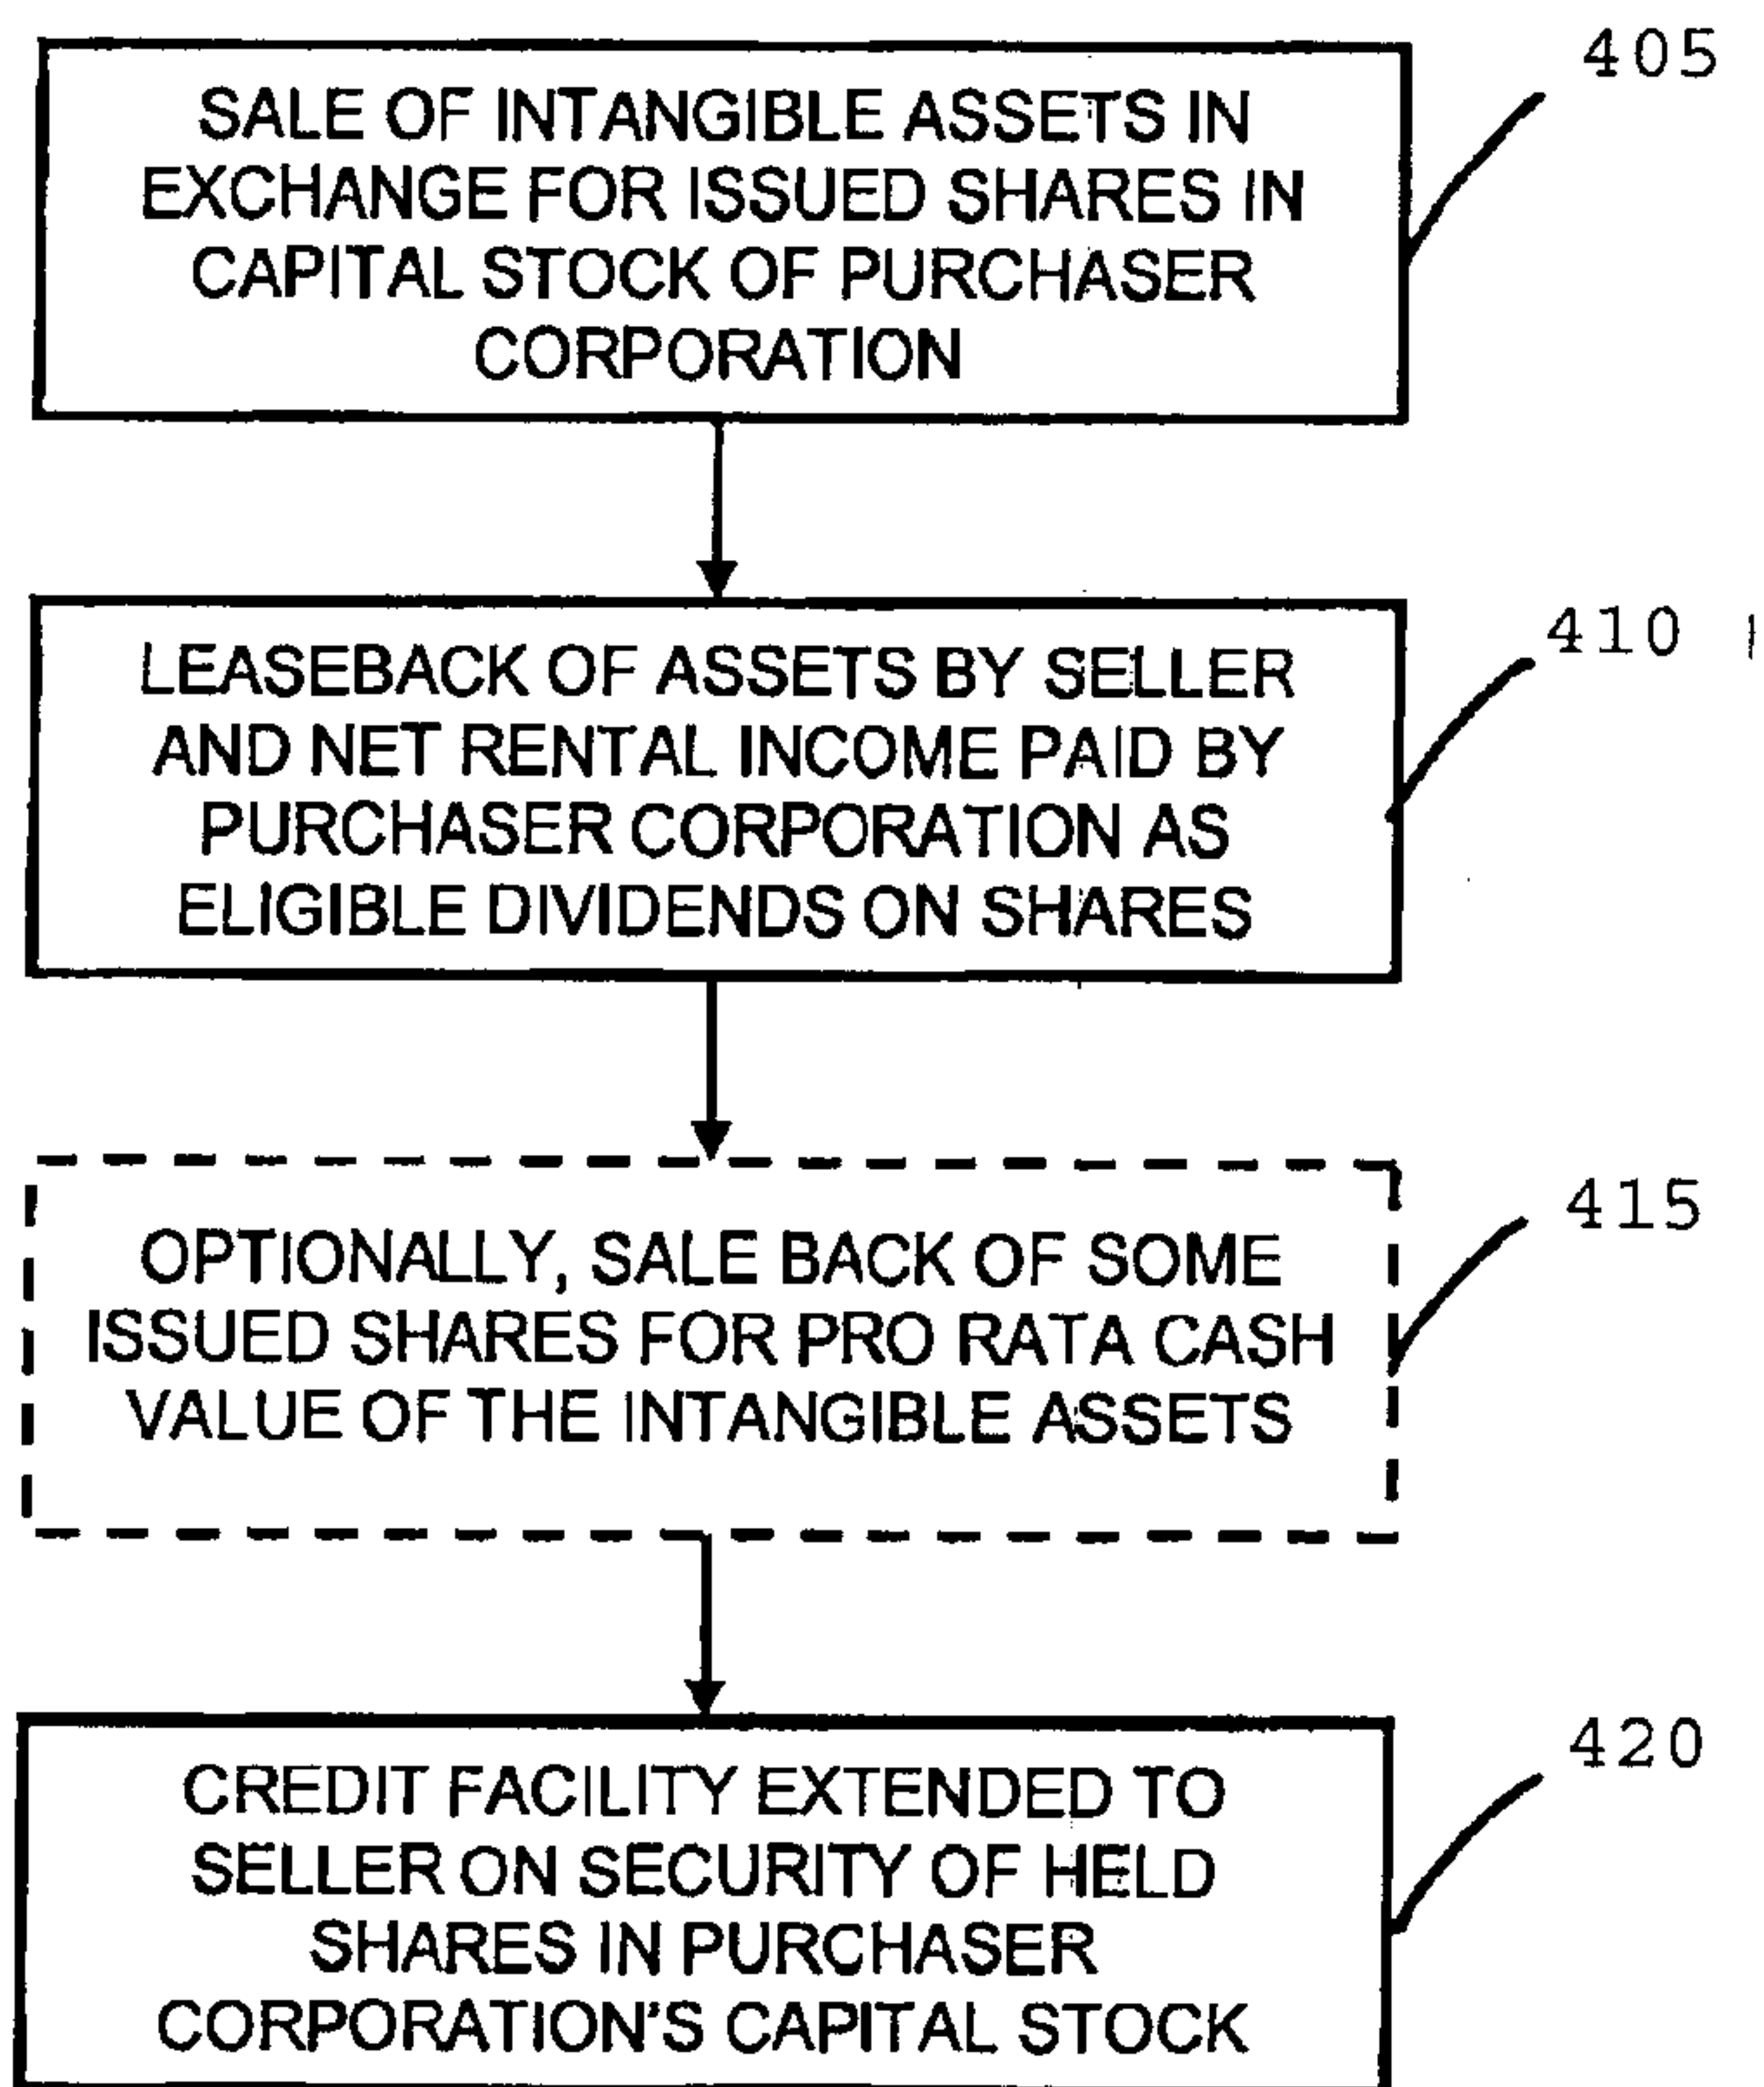 405
SALE OF INTANGIBLE ASSETS IN
EXCHANGE FOR ISSUED SHARES IN
CAPITAL STOCK OF PURCHASER
CORPORATION
410
LEASEBACK OF ASSETS BY SELLER
AND NET RENTAL INCOME PAID BY
PURCHASER CORPORATION AS
ELIGIBLE DIVIDENDS ON SHARES
415
OPTIONALLY, SALE BACK OF SOME
ISSUED SHARES FOR PRO RATA CASH
VALUE OF THE INTANGIBLE ASSETS
420
CREDIT FACILITY EXTENDED TO
SELLER ON SECURITY OF HELD
SHARES IN PURCHASER
CORPORATION'S CAPITAL STOCK